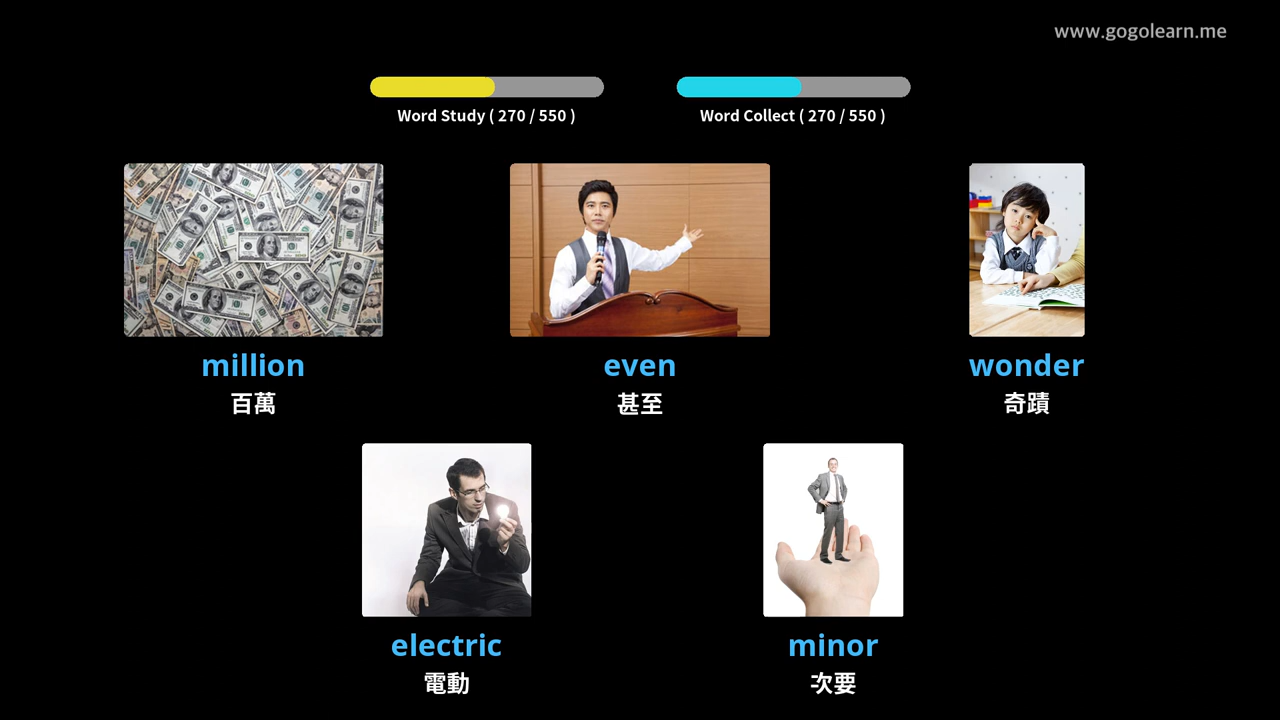 www.gogolearn.me
Word Study ( 270 / 550 )
Word Collect ( 270 / 550 )
million
百萬
even
甚至
wonder
奇蹟
electric
電動
minor
次要